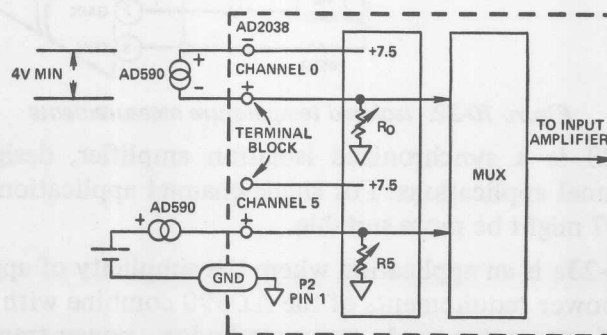 AD2038
−
+7.5
4V MIN
AD590
+
-
CHANNEL 0
+
R0
TERMINAL
BLOCK
MUX
TO INPUT
AMPLIFIER
+7.5
CHANNEL 5
AD590
+
+
R5
GND
P2
PIN 1